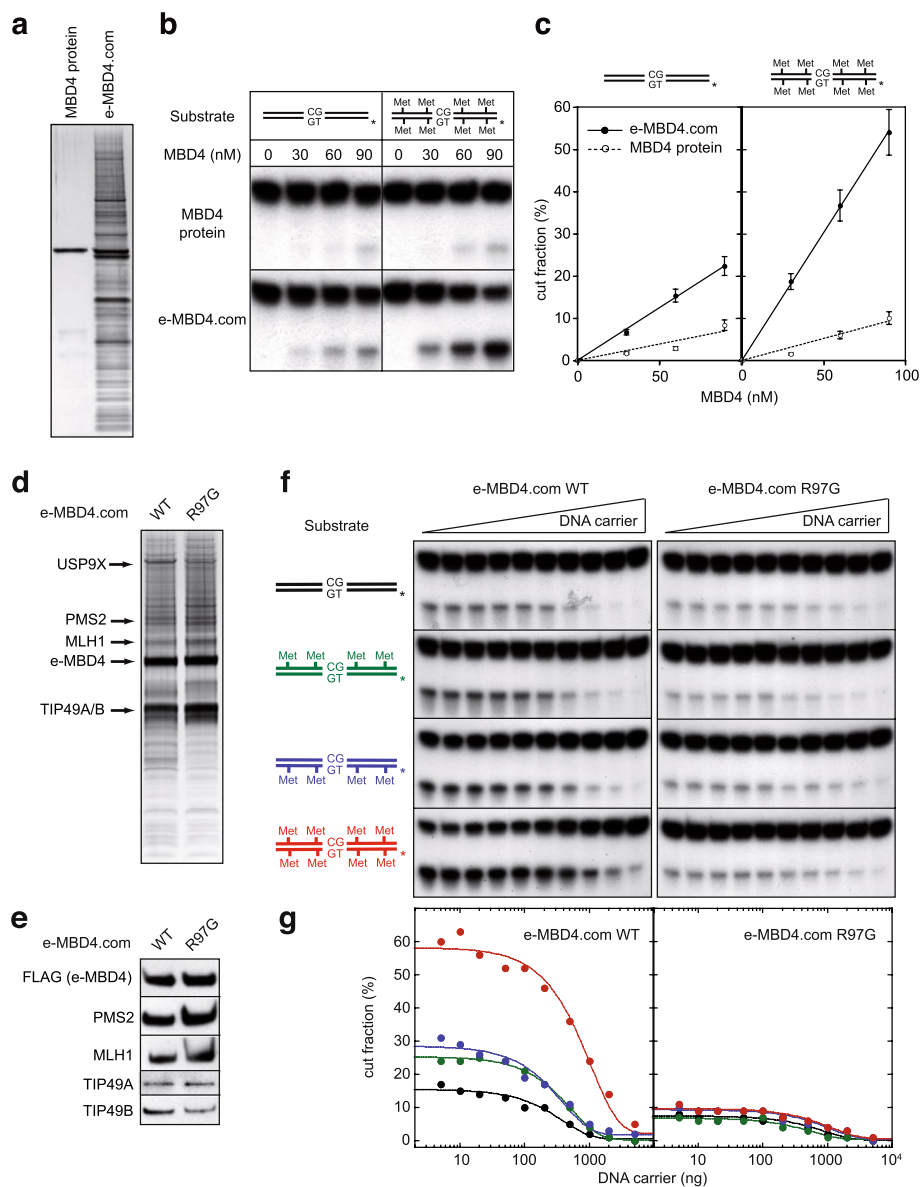 a
MBD4 protein
e-MBD4.com
b
Substrate
CG
GT
*
Met Met Met Met
CG
GT
*
Met Met Met Met
MBD4 (nM)
0 30 60 90 0 30 60 90
MBD4
protein
e-MBD4.com
c
CG
GT
*
Met Met Met Met
CG
GT
*
Met Met Met Met
60
50
40
30
20
10
0
cut fraction (%)
e-MBD4.com
MBD4 protein
0 50 0 50 100
MBD4 (nM)
d
e-MBD4.com
WT
R97G
USP9X
PMS2
MLH1
e-MBD4
TIP49A/B
e
e-MBD4.com
WT
R97G
FLAG (e-MBD4)
PMS2
MLH1
TIP49A
TIP49B
f
e-MBD4.com WT
e-MBD4.com R97G
Substrate
DNA carrier
DNA carrier
CG
GT
*
Met Met Met Met
CG
GT
*
CG
GT
*
Met Met Met Met
Met Met Met Met
CG
GT
*
Met Met Met Met
g
e-MBD4.com WT
e-MBD4.com R97G
60
50
40
30
20
10
0
cut fraction (%)
10 100 1000 10 100 1000 10⁴
DNA carrier (ng)